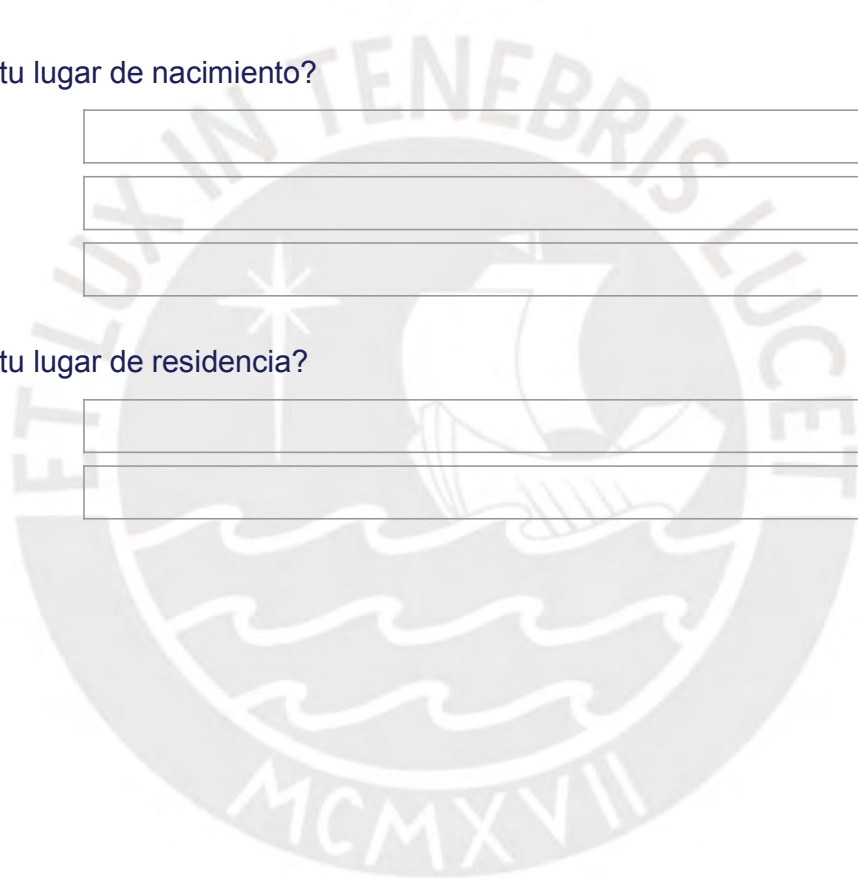 tu lugar de nacimiento?
tu lugar de residencia?
ET LUX IN TENEBRIS LUCET
MCMXVII